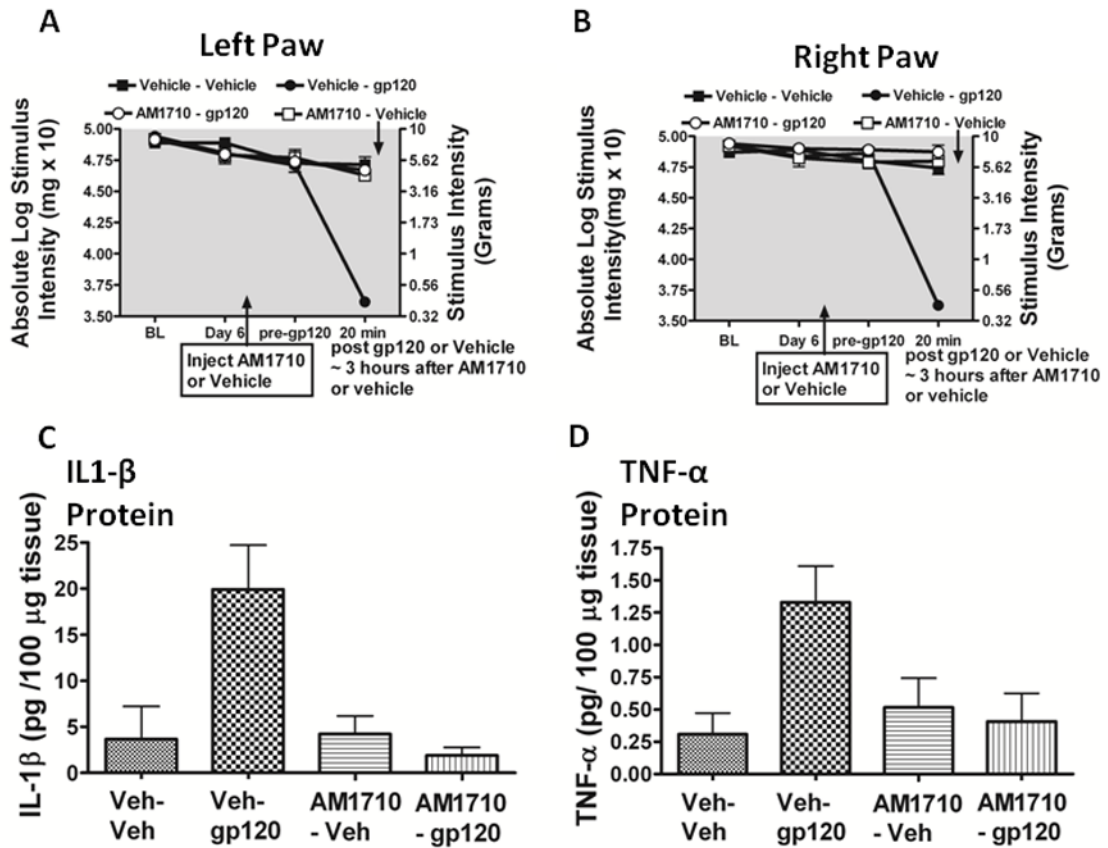 A
Left Paw
Vehicle - Vehicle
Vehicle - gp120
AM1710 - gp120
AM1710 - Vehicle
Absolute Log Stimulus
Intensity (mg x 10)
5.00
4.75
4.50
4.25
4.00
3.75
3.50
10
5.62
3.16
1.73
1
0.56
0.32
Stimulus Intensity
(Grams)
BL
Day 6
pre-gp120
20 min
Inject AM1710
or Vehicle
post gp120 or Vehicle
~ 3 hours after AM1710
or vehicle
B
Right Paw
Vehicle - Vehicle
Vehicle - gp120
AM1710 - gp120
AM1710 - Vehicle
Absolute Log Stimulus
Intensity(mg x 10)
5.00
4.75
4.50
4.25
4.00
3.75
3.50
10
5.62
3.16
1.73
1
0.56
0.32
Stimulus Intensity
(Grams)
BL
Day 6
pre-gp120
20 min
Inject AM1710
or Vehicle
post gp120 or Vehicle
~ 3 hours after AM1710
or vehicle
C
IL1-β
Protein
IL-1β (pg /100 μg tissue)
25
20
15
10
5
0
Veh-
Veh
Veh-
gp120
AM1710
- Veh
AM1710
- gp120
D
TNF-α
Protein
TNF-α (pg/ 100 μg tissue)
1.75
1.50
1.25
1.00
0.75
0.50
0.25
0.00
Veh-
Veh
Veh-
gp120
AM1710
- Veh
AM1710
- gp120